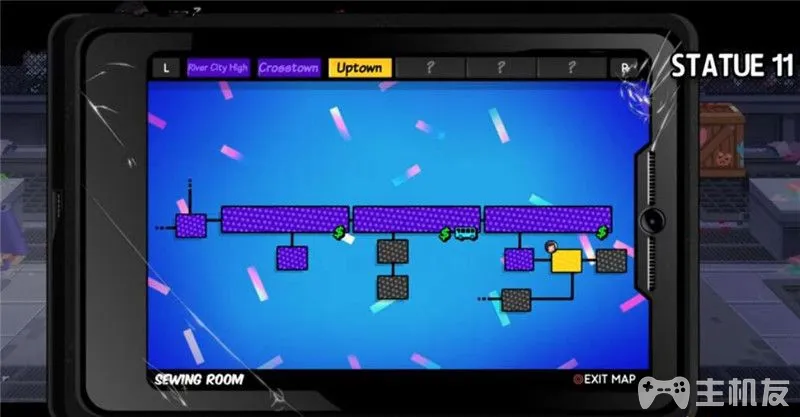 L River City High Crosstown Uptown ? ? ? R
STATUE 11
$ $ $
SEWING ROOM EXIT MAP
主机友